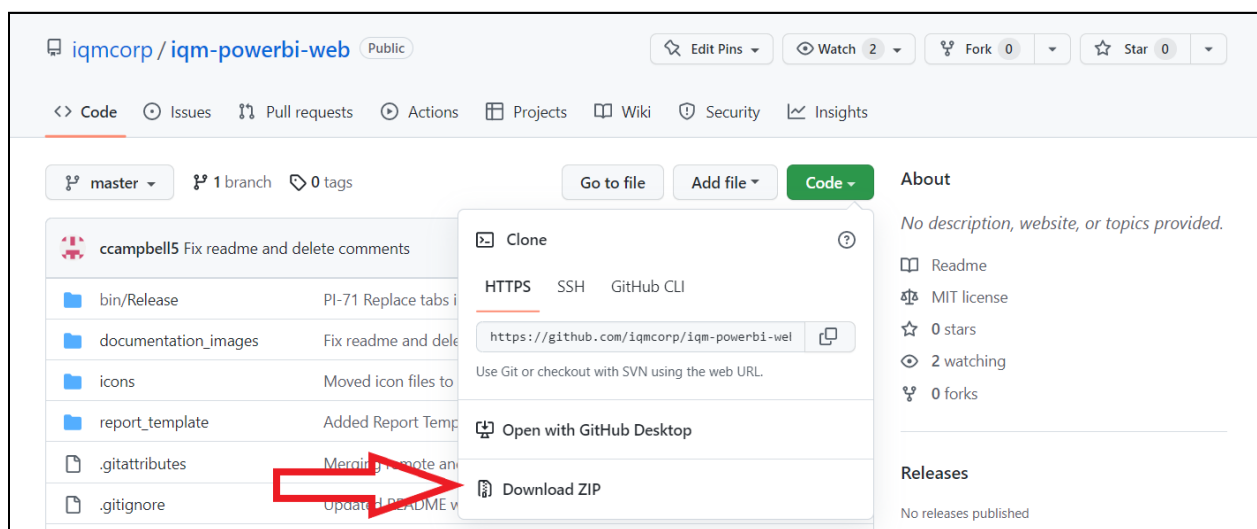 iqmcorp / iqm-powerbi-web Public
Edit Pins Watch 2 Fork 0 Star 0
Code Issues Pull requests Actions Projects Wiki Security Insights
master 1 branch 0 tags Go to file Add file Code
ccampbell5 Fix readme and delete comments
bin/Release PI-71 Replace tabs i
documentation_images Fix readme and dele
icons Moved icon files to
report_template Added Report Temp
.gitattributes Merging remote an
.gitignore Updated README w
Clone
HTTPS SSH GitHub CLI
https://github.com/iqmcorp/iqm-powerbi-wel
Use Git or checkout with SVN using the web URL.
Open with GitHub Desktop
Download ZIP
About
No description, website, or topics provided.
Readme
MIT license
0 stars
2 watching
0 forks
Releases
No releases published